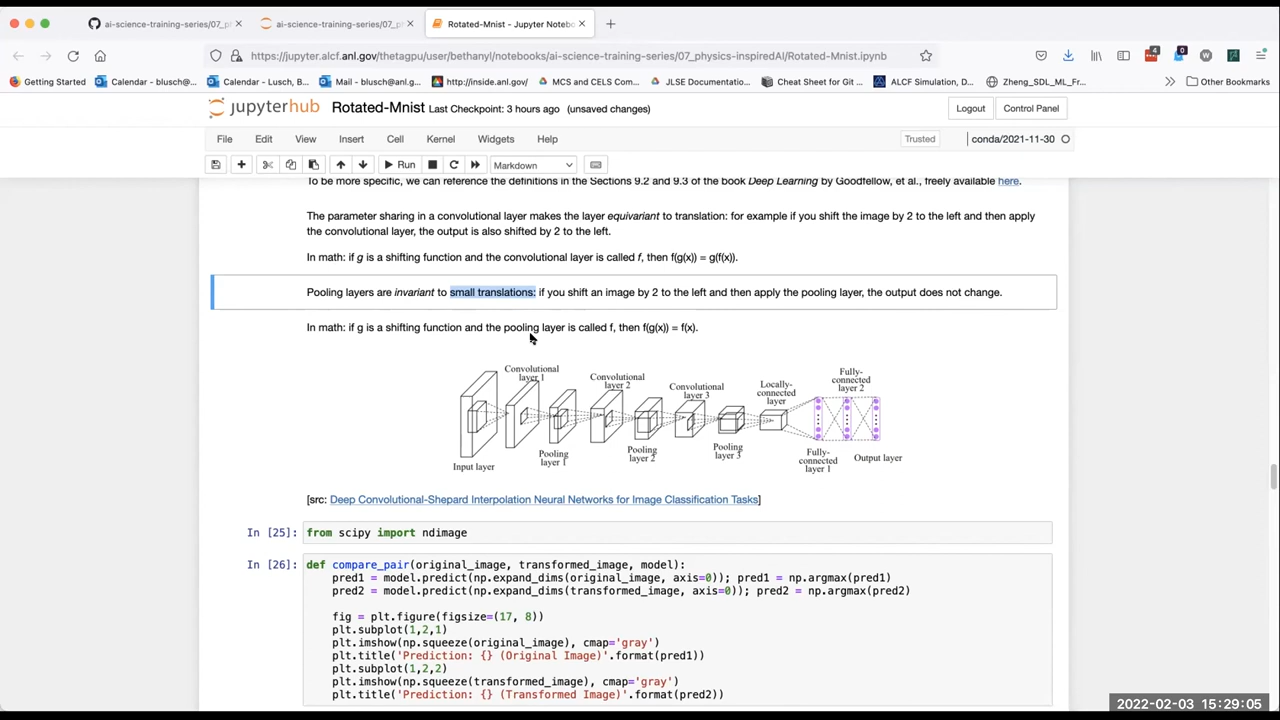 ai-science-training-series/07_ph
ai-science-training-series/07_ph
Rotated-Mnist - Jupyter Notebo
https://jupyter.alcf.anl.gov/thetagpu/user/bethanyl/notebooks/ai-science-training-series/07_physics-inspiredAI/Rotated-Mnist.ipynb
4
0
Getting Started
Calendar - blusch@...
Calendar - Lusch, B...
Mail - blusch@anl.g...
http://inside.anl.gov/
MCS and CELS Com...
JLSE Documentatio...
Cheat Sheet for Git ...
ALCF Simulation, D...
Zheng_SDL_ML_Fr...
Other Bookmarks
jupyterhub
Rotated-Mnist Last Checkpoint: 3 hours ago (unsaved changes)
Logout
Control Panel
File Edit View Insert Cell Kernel Widgets Help
Trusted
conda/2021-11-30
Run
Markdown
To be more specific, we can reference the definitions in the Sections 9.2 and 9.3 of the book Deep Learning by Goodfellow, et al., freely available here.
The parameter sharing in a convolutional layer makes the layer equivariant to translation: for example if you shift the image by 2 to the left and then apply
the convolutional layer, the output is also shifted by 2 to the left.
In math: if g is a shifting function and the convolutional layer is called f, then f(g(x)) = g(f(x)).
Pooling layers are invariant to small translations: if you shift an image by 2 to the left and then apply the pooling layer, the output does not change.
In math: if g is a shifting function and the pooling layer is called f, then f(g(x)) = f(x).
Convolutional
layer 1
Convolutional
layer 2
Convolutional
layer 3
Locally-
connected
layer
Fully-
connected
layer 2
Input layer
Pooling
layer 1
Pooling
layer 2
Pooling
layer 3
Fully-
connected
layer 1
Output layer
[src: Deep Convolutional-Shepard Interpolation Neural Networks for Image Classification Tasks]
In [25]: from scipy import ndimage
In [26]: def compare_pair(original_image, transformed_image, model):
pred1 = model.predict(np.expand_dims(original_image, axis=0)); pred1 = np.argmax(pred1)
pred2 = model.predict(np.expand_dims(transformed_image, axis=0)); pred2 = np.argmax(pred2)
fig = plt.figure(figsize=(17, 8))
plt.subplot(1,2,1)
plt.imshow(np.squeeze(original_image), cmap='gray')
plt.title('Prediction: {} (Original Image)'.format(pred1))
plt.subplot(1,2,2)
plt.imshow(np.squeeze(transformed_image), cmap='gray')
plt.title('Prediction: {} (Transformed Image)'.format(pred2))
2022-02-03 15:29:05